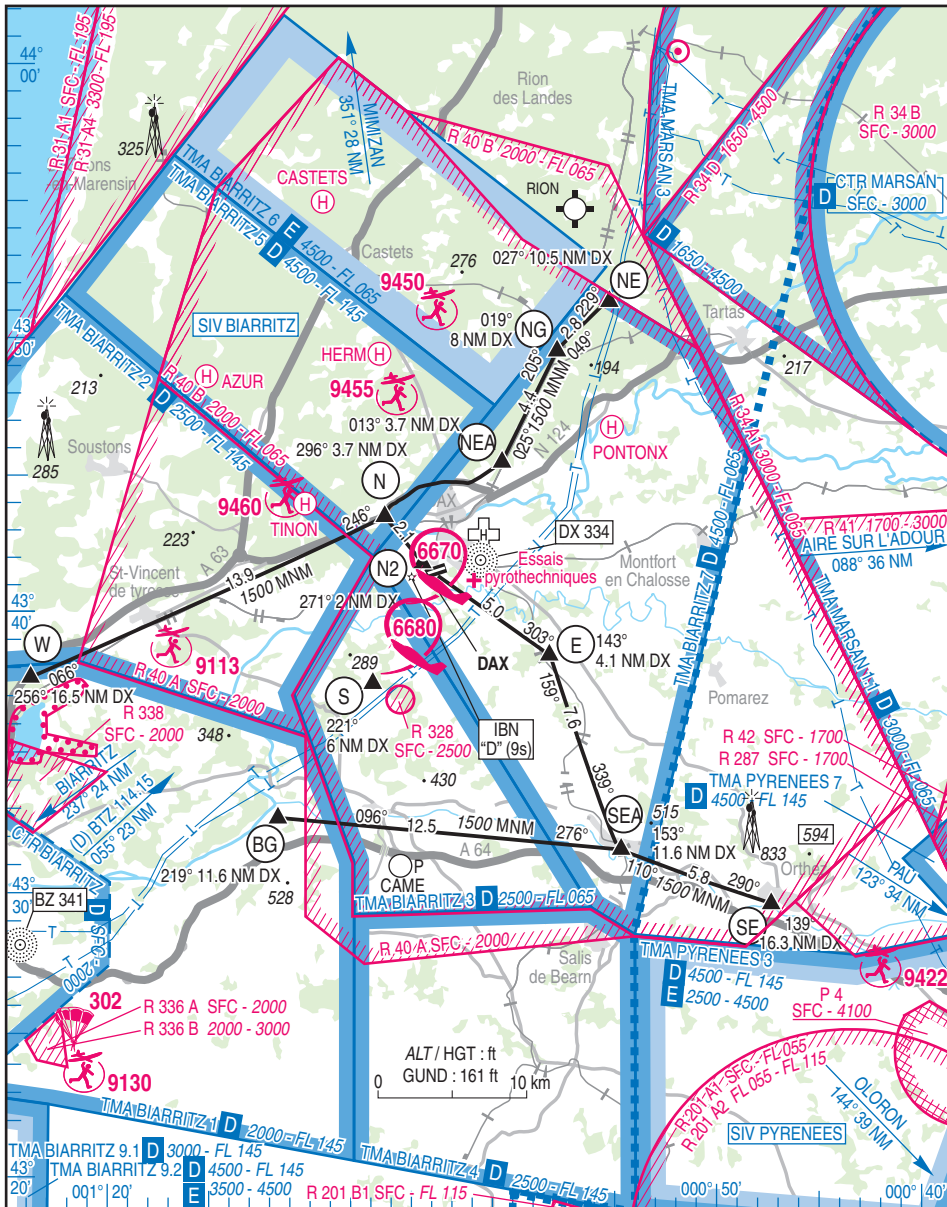 44°
00'
R 31 A1 SFC - FL 195
R 31 A4 3300 - FL 195
325
CASTETS
H
MIMIZAN
351° 28 NM
Rion
des Landes
R 40 B 2000 - FL 065
RION
TMA MARSAN 3
R 34 D 1650 - 4500
R 34 B
SFC - 3000
CTR MARSAN
SFC - 3000
D
D 1650-4500
TMA BIARRITZ 6 E 4500 - FL 065
TMA BIARRITZ 5 D 4500 - FL 145
Castets
276
9450
027° 10.5 NM DX
NE
43°
50'
SIV BIARRITZ
019°
8 NM DX
NG
2.8
229°
049°
Tartas
217
194
TMA BIARRITZ 2 D 2500 - FL 145
R 40 B 2000 - FL 065
213
H AZUR
HERM H
9455
205°
4.4
025°
1500 MNM
N 124
285
Soustons
013° 3.7 NM DX
NEA
296° 3.7 NM DX
N
H
PONTONX
R 34 A1 3000 - FL 065
9460
H
TINON
246°
2.1
223
A 63
13.9
1500 MNM
6670
H
DX 334
Essais
pyrothechniques
Montfort
en Chalosse
TMA BIARRITZ 7 D 4500 - FL 065
R 41 1700 - 3000
AIRE SUR L'ADOUR
088° 36 NM
St-Vincent
N2
271° 2 NM DX
5.0
303°
43°
40'
W
066°
256° 16.5 NM DX
9113
6680
DAX
E
143°
4.1 NM DX
159°
289
S
221°
6 NM DX
R 40 A SFC - 2000
R 338
SFC - 2000
348
R 328
SFC - 2500
IBN
"D" (9s)
7.6
Pomarez
TMA MARSAN 1.1 D 3000 - FL 065
R 42 SFC - 1700
R 287 SFC - 1700
BIARRITZ
237° 24 NM
(D) BTZ 114.15
055° 23 NM
430
339°
TMA PYRENEES 7
D 4500 - FL 145
515
SEA
153°
11.6 NM DX
096°
12.5
1500 MNM
276°
A 64
BG
219° 11.6 NM DX
594
833
Orthez
110°
1500 MNM
5.8
290°
PAU
123° 34 NM
CTR BIARRITZ
D SFC - 2000
P
CAME
528
43°
30'
BZ 341
TMA BIARRITZ 3 D 2500 - FL 065
SE
139
16.3 NM DX
R 40 A SFC - 2000
TMA PYRENEES 3
D 4500 - FL 145
E 2500 - 4500
Salis
de Bearn
9422
302
R 336 A SFC - 2000
R 336 B 2000 - 3000
9130
P 4
SFC - 4100
ALT / HGT : ft
GUND : 161 ft
0 10 km
R 201 A1 SFC - FL 055
R 201 A2 FL 055 - FL 115
OLORON
144° 39 NM
SIV PYRENEES
TMA BIARRITZ 1 D 2000 - FL 145
TMA BIARRITZ 9.1 D 3000 - FL 145
TMA BIARRITZ 9.2 D 4500 - FL 145
E 3500 - 4500
TMA BIARRITZ 4 D 2500 - FL 145
R 201 B1 SFC - FL 115
43°
20'
001° 20'
000° 50'
000° 40'